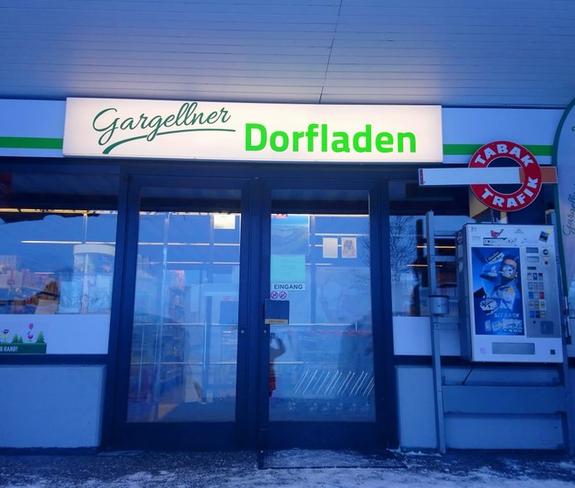 Gargellner
Dorfladen
TABAK
TRAFIK
EINGANG